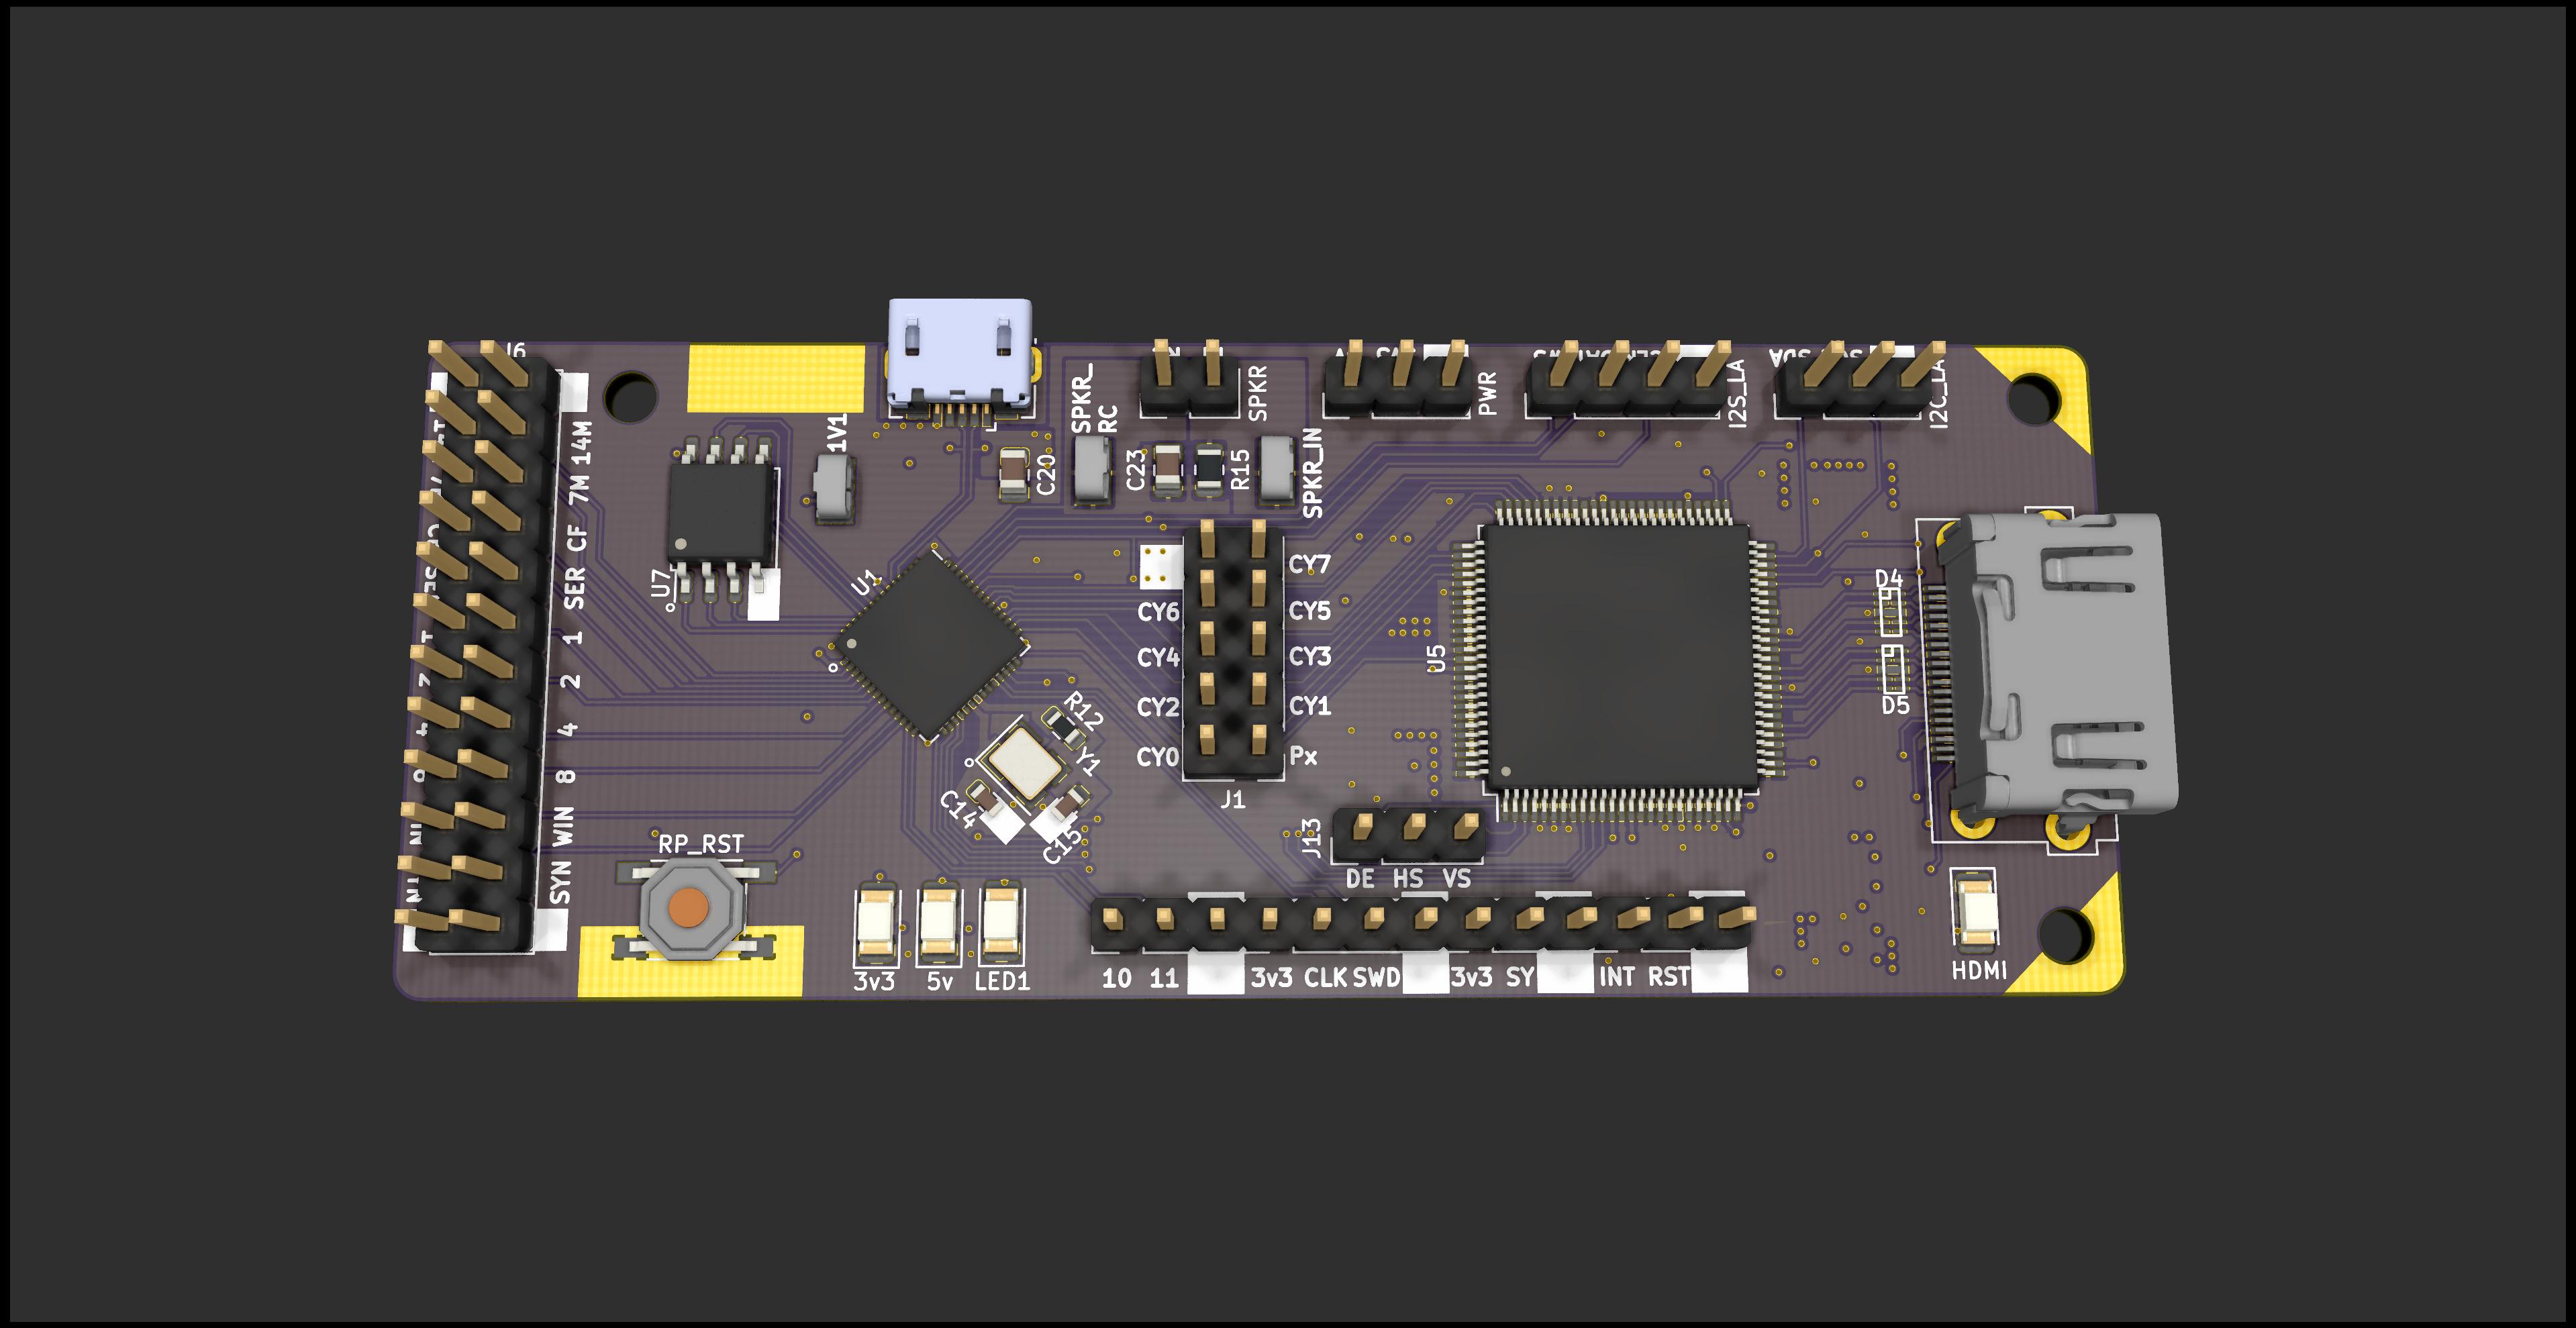 J6
14M
7M
CF
SER
1
2
4
8
WIN
SYN
U7
1V1
C20
SPKR_
RC
C23
R15
SPKR_IN
SPKR
PWR
I2S_LA
I2C_LA
SDA
U1
CY7
CY6
CY5
CY4
CY3
CY2
CY1
CY0
Px
J1
U5
D4
D5
R12
Y1
C14
C15
J13
DE HS VS
RP_RST
3v3
5v
LED1
10 11 3v3 CLK SWD 3v3 SY INT RST
HDMI